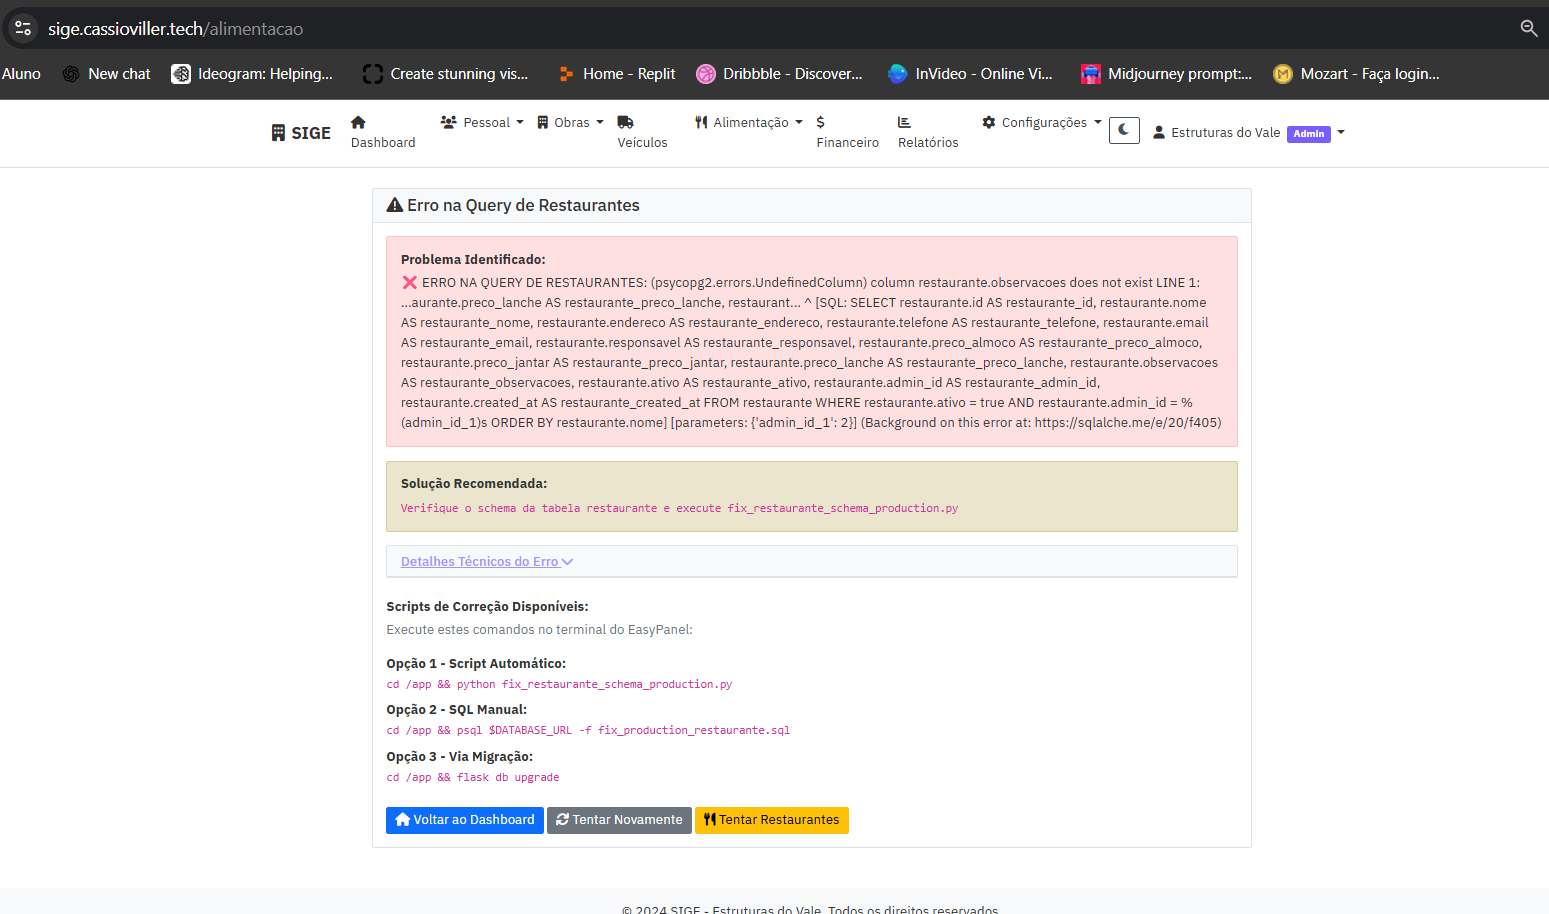 sige.cassioviller.tech/alimentacao
Aluno New chat Ideogram: Helping... Create stunning vis... Home - Replit Dribbble - Discover... InVideo - Online Vi... Midjourney prompt:... Mozart - Faça login...
SIGE Dashboard Pessoal Obras Veículos Alimentação $ Financeiro Relatórios Configurações Estruturas do Vale Admin
Erro na Query de Restaurantes
Problema Identificado:
❌ ERRO NA QUERY DE RESTAURANTES: (psycopg2.errors.UndefinedColumn) column restaurante.observacoes does not exist LINE 1:
...aurante.preco_lanche AS restaurante_preco_lanche, restaurant... ^ [SQL: SELECT restaurante.id AS restaurante_id, restaurante.nome
AS restaurante_nome, restaurante.endereco AS restaurante_endereco, restaurante.telefone AS restaurante_telefone, restaurante.email
AS restaurante_email, restaurante.responsavel AS restaurante_responsavel, restaurante.preco_almoco AS restaurante_preco_almoco,
restaurante.preco_jantar AS restaurante_preco_jantar, restaurante.preco_lanche AS restaurante_preco_lanche, restaurante.observacoes
AS restaurante_observacoes, restaurante.ativo AS restaurante_ativo, restaurante.admin_id AS restaurante_admin_id,
restaurante.created_at AS restaurante_created_at FROM restaurante WHERE restaurante.ativo = true AND restaurante.admin_id = %
(admin_id_1)s ORDER BY restaurante.nome] [parameters: {'admin_id_1': 2}] (Background on this error at: https://sqlalche.me/e/20/f405)
Solução Recomendada:
Verifique o schema da tabela restaurante e execute fix_restaurante_schema_production.py
Detalhes Técnicos do Erro
Scripts de Correção Disponíveis:
Execute estes comandos no terminal do EasyPanel:
Opção 1 - Script Automático:
cd /app && python fix_restaurante_schema_production.py
Opção 2 - SQL Manual:
cd /app && psql $DATABASE_URL -f fix_production_restaurante.sql
Opção 3 - Via Migração:
cd /app && flask db upgrade
Voltar ao Dashboard Tentar Novamente Tentar Restaurantes
© 2024 SIGE - Estruturas do Vale. Todos os direitos reservados.